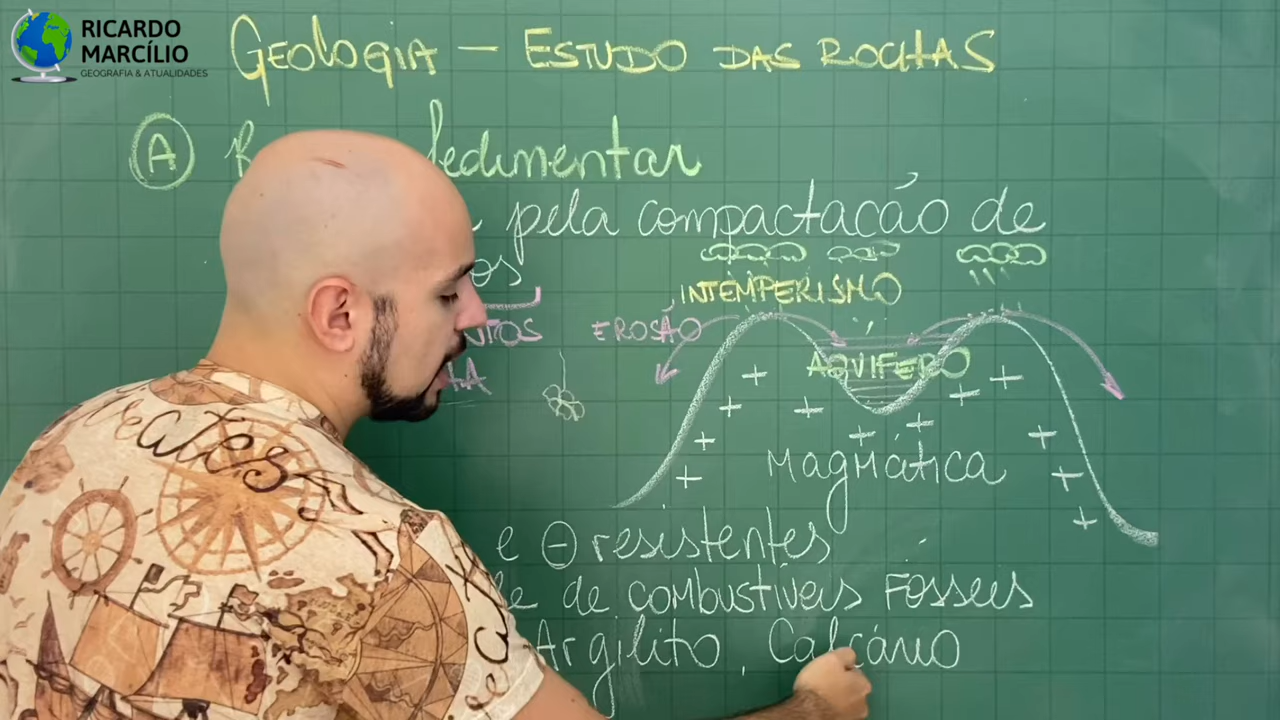 RICARDO
MARCÍLIO
GEOGRAFIA & ATUALIDADES
GEOLOGIA — ESTUDO DAS ROCHAS
A
pela compactação de
INTEMPERISMO
EROSÃO
AQUÍFERO
Magmática
e ⊖ resistentes
de combustíveis FÓSSEIS
Argilito, Calcário